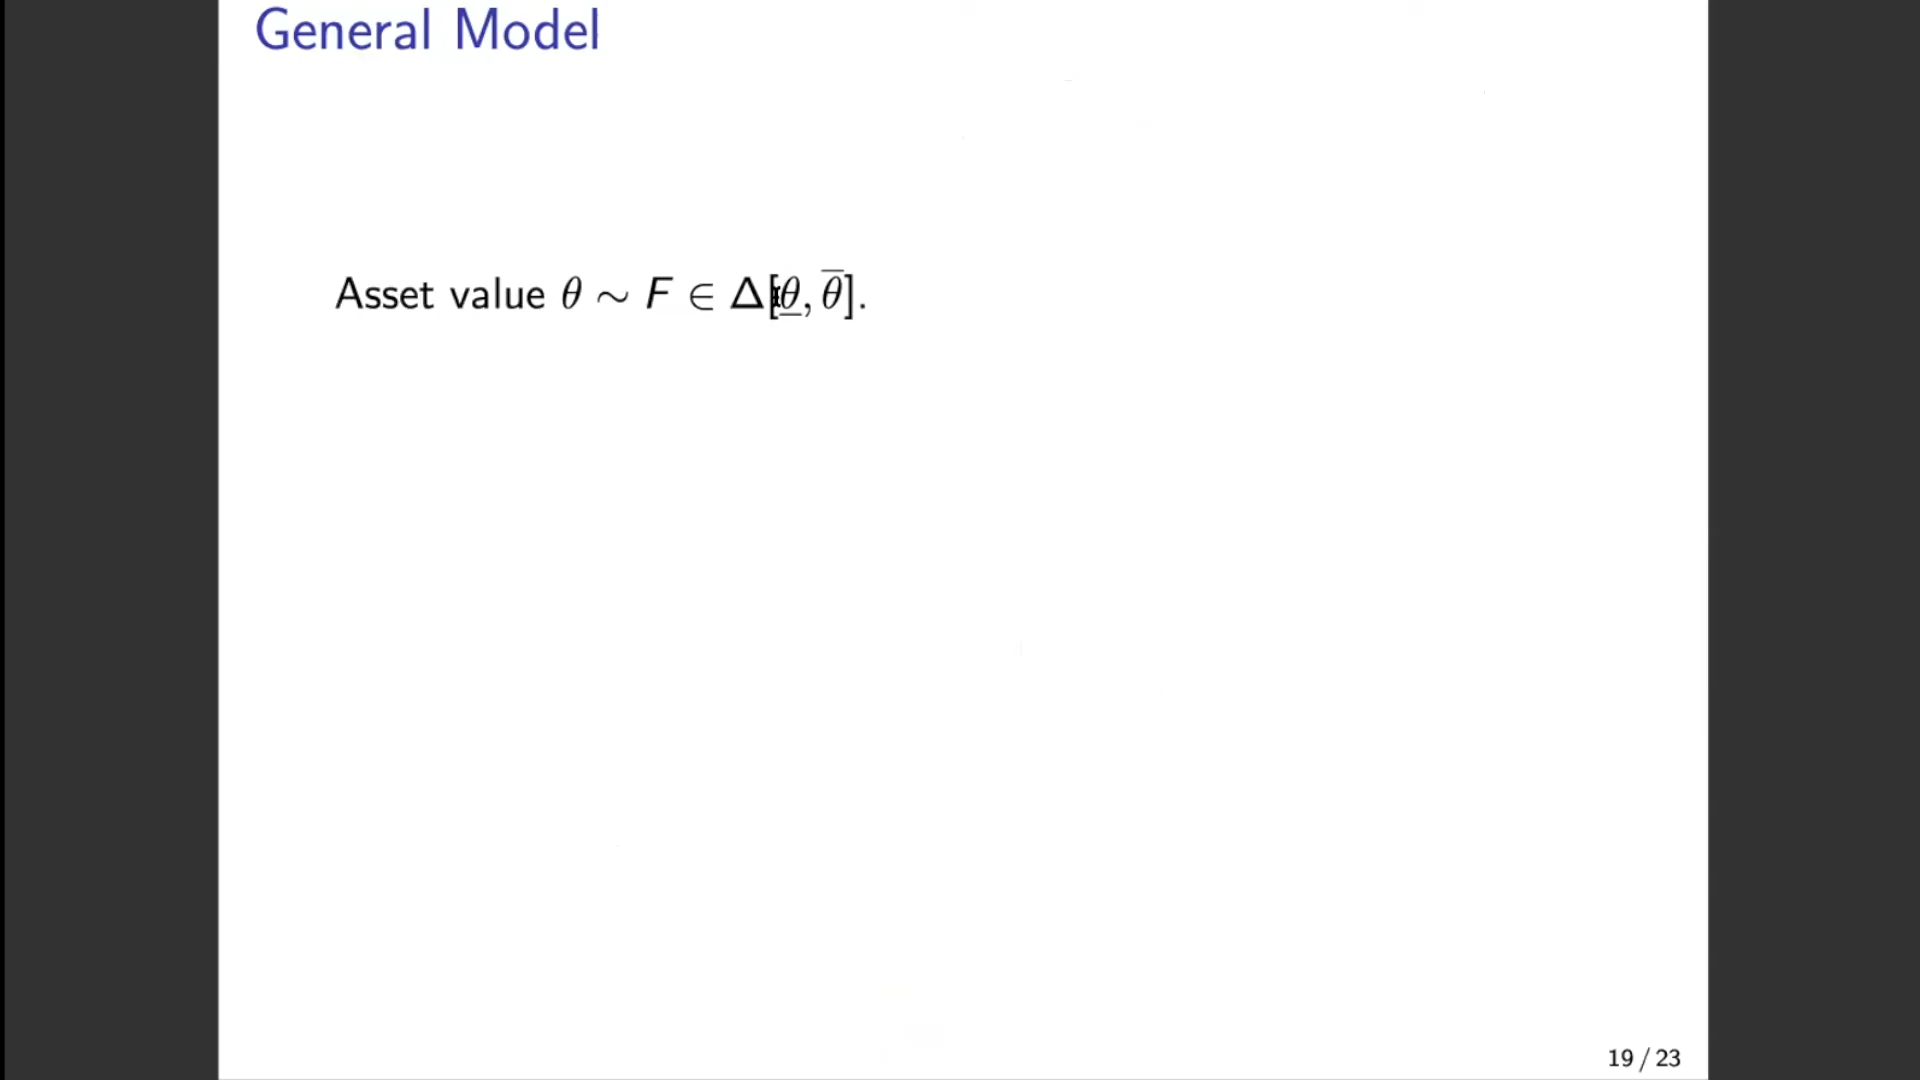 General Model
Asset value θ ∼ F ∈ Δ[θ̲, θ̅].
19 / 23